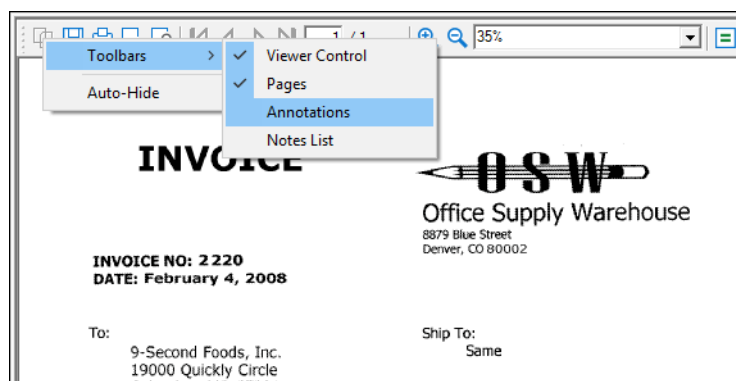 1 / 1
35%
Toolbars
Auto-Hide
Viewer Control
Pages
Annotations
Notes List
INVOICE
OSW
Office Supply Warehouse
8879 Blue Street
Denver, CO 80002
INVOICE NO: 2220
DATE: February 4, 2008
To:
9-Second Foods, Inc.
19000 Quickly Circle
Ship To:
Same